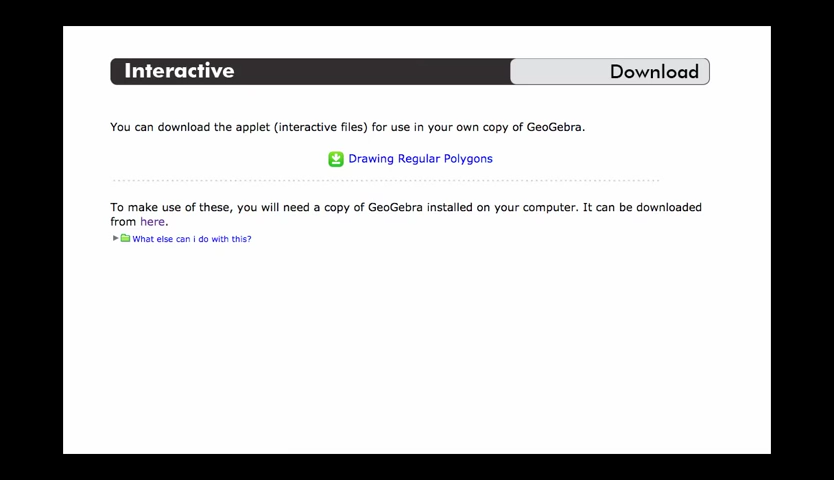 Interactive
Download
You can download the applet (interactive files) for use in your own copy of GeoGebra.
Drawing Regular Polygons
To make use of these, you will need a copy of GeoGebra installed on your computer. It can be downloaded
from here.
What else can i do with this?